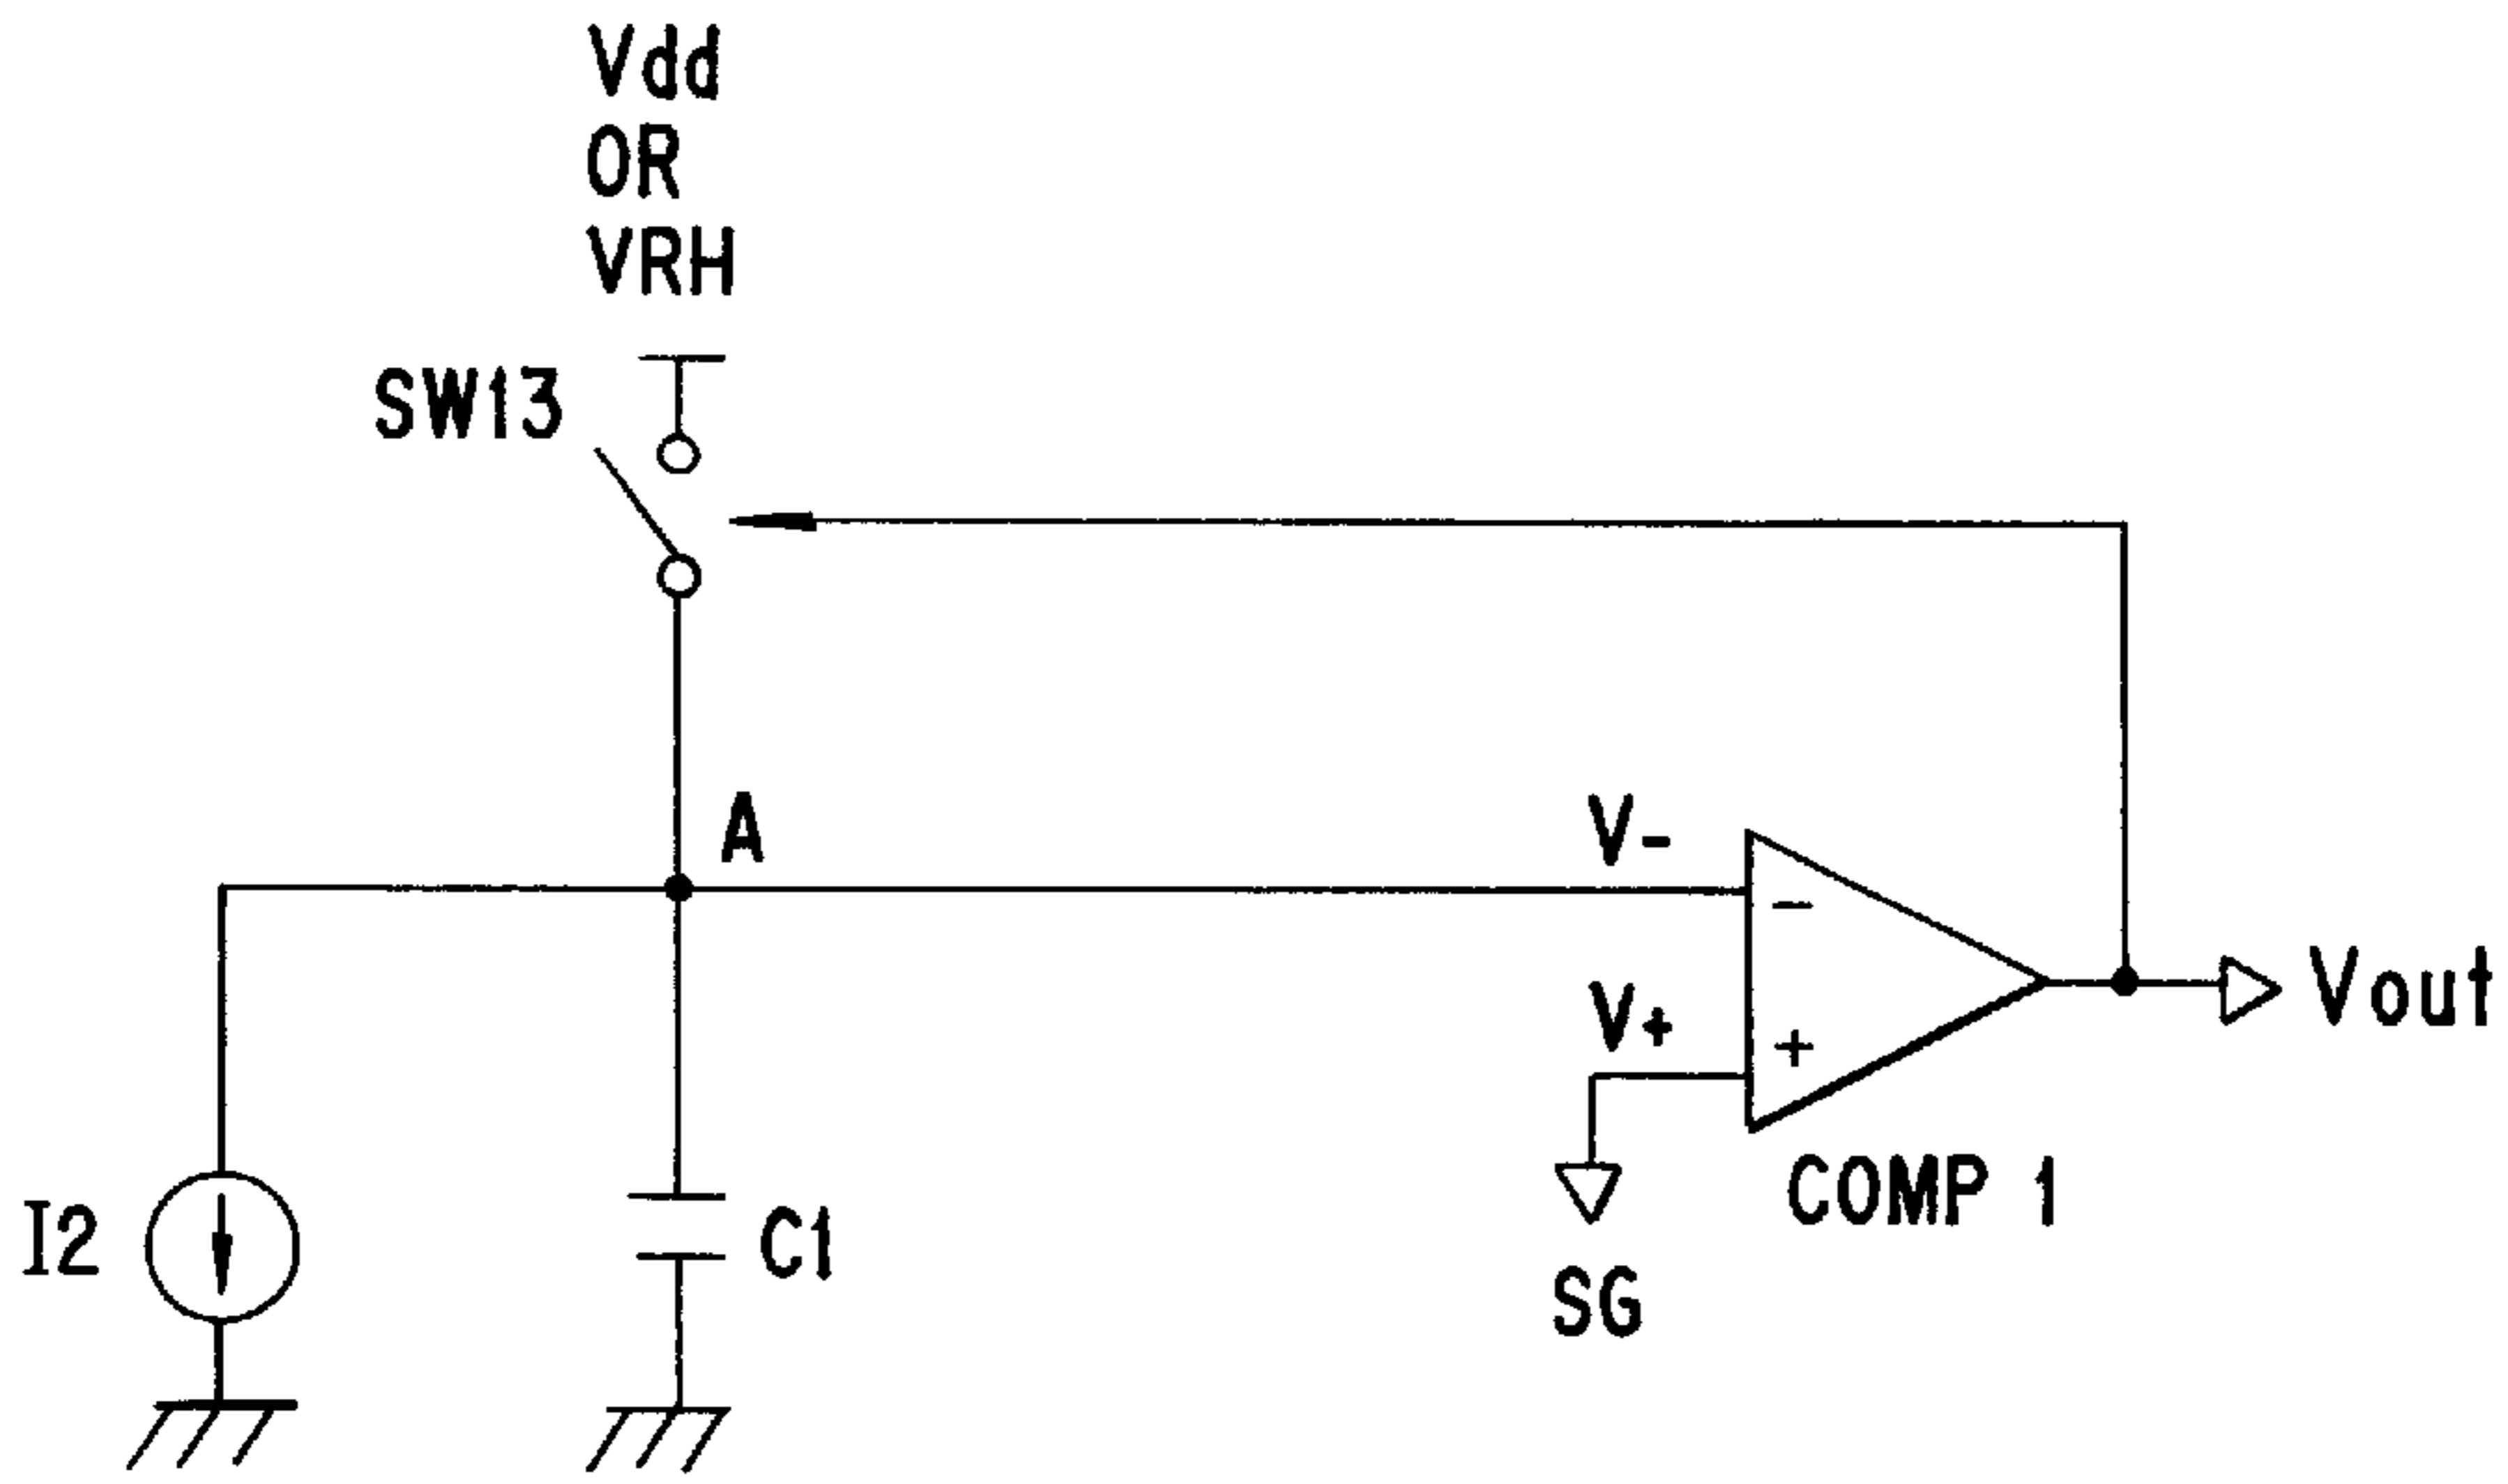 Vdd
OR
VRH
SW13
A
V-
−
V+
+
Vout
COMP 1
I2
C1
SG